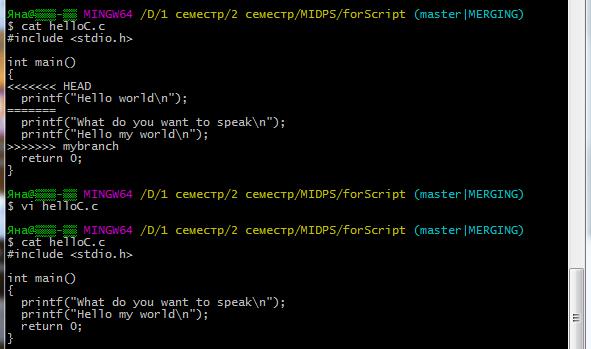 Яна@▒▒▒-▒▒ MINGW64 /D/1 семестр/2 семестр/MIDPS/forScript (master|MERGING)
$ cat helloC.c
#include <stdio.h>

int main()
{
<<<<<<< HEAD
  printf("Hello world\n");
=======
  printf("What do you want to speak\n");
  printf("Hello my world\n");
>>>>>>> mybranch
  return 0;
}

Яна@▒▒▒-▒▒ MINGW64 /D/1 семестр/2 семестр/MIDPS/forScript (master|MERGING)
$ vi helloC.c

Яна@▒▒▒-▒▒ MINGW64 /D/1 семестр/2 семестр/MIDPS/forScript (master|MERGING)
$ cat helloC.c
#include <stdio.h>

int main()
{
  printf("What do you want to speak\n");
  printf("Hello my world\n");
  return 0;
}